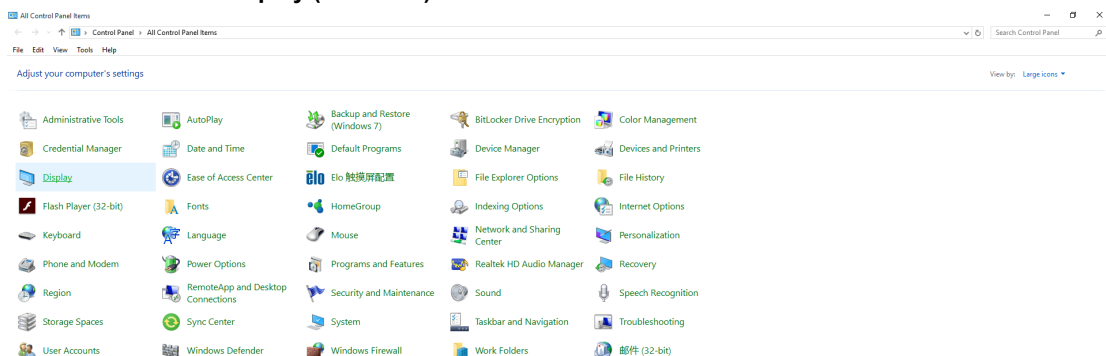 All Control Panel Items
Control Panel > All Control Panel Items
Search Control Panel
File Edit View Tools Help
Adjust your computer's settings
View by: Large icons
Administrative Tools
AutoPlay
Backup and Restore
(Windows 7)
BitLocker Drive Encryption
Color Management
Credential Manager
Date and Time
Default Programs
Device Manager
Devices and Printers
Display
Ease of Access Center
elo Elo 触摸屏配置
File Explorer Options
File History
Flash Player (32-bit)
Fonts
HomeGroup
Indexing Options
Internet Options
Keyboard
Language
Mouse
Network and Sharing
Center
Personalization
Phone and Modem
Power Options
Programs and Features
Realtek HD Audio Manager
Recovery
Region
RemoteApp and Desktop
Connections
Security and Maintenance
Sound
Speech Recognition
Storage Spaces
Sync Center
System
Taskbar and Navigation
Troubleshooting
User Accounts
Windows Defender
Windows Firewall
Work Folders
邮件 (32-bit)